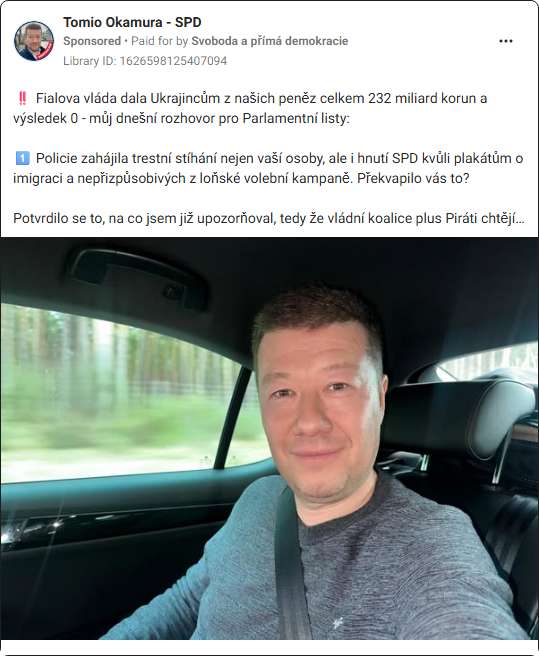 Tomio Okamura - SPD
Sponsored • Paid for by Svoboda a přímá demokracie
Library ID: 1626598125407094
‼️ Fialova vláda dala Ukrajincům z našich peněz celkem 232 miliard korun a
výsledek 0 - můj dnešní rozhovor pro Parlamentní listy:
1️⃣ Policie zahájila trestní stíhání nejen vaší osoby, ale i hnutí SPD kvůli plakátům o
imigraci a nepřizpůsobivých z loňské volební kampaně. Překvapilo vás to?
Potvrdilo se to, na co jsem již upozorňoval, tedy že vládní koalice plus Piráti chtějí…